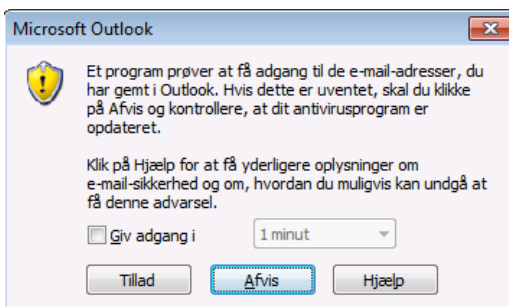 Microsoft Outlook
Et program prøver at få adgang til de e-mail-adresser, du
har gemt i Outlook. Hvis dette er uventet, skal du klikke
på Afvis og kontrollere, at dit antivirusprogram er
opdateret.
Klik på Hjælp for at få yderligere oplysninger om
e-mail-sikkerhed og om, hvordan du muligvis kan undgå at
få denne advarsel.
Giv adgang i 1 minut
Tillad Afvis Hjælp